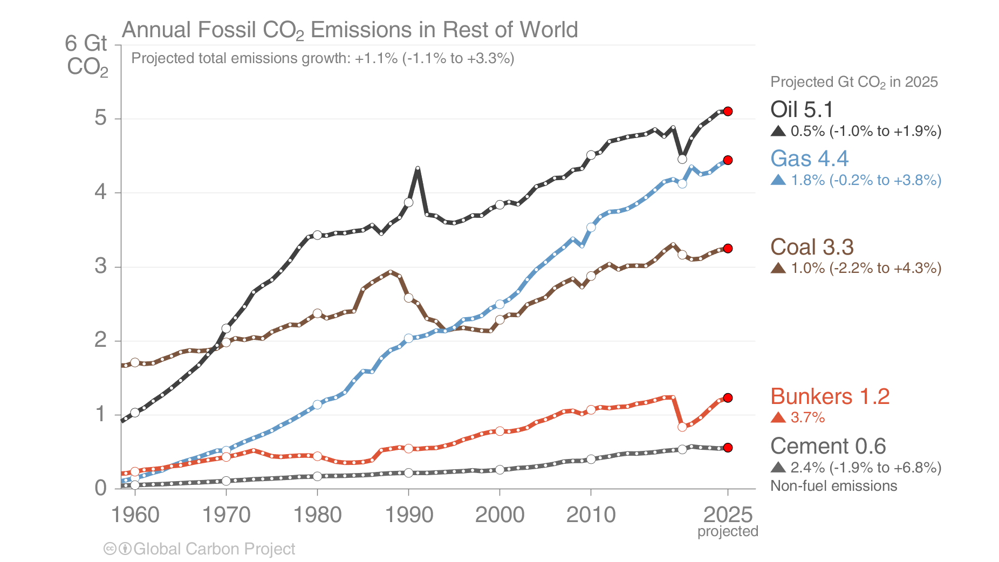 Annual Fossil CO₂ Emissions in Rest of World
6 Gt
CO₂
Projected total emissions growth: +1.1% (-1.1% to +3.3%)
Projected Gt CO₂ in 2025
Oil 5.1
▲ 0.5% (-1.0% to +1.9%)
Gas 4.4
▲ 1.8% (-0.2% to +3.8%)
Coal 3.3
▲ 1.0% (-2.2% to +4.3%)
Bunkers 1.2
▲ 3.7%
Cement 0.6
▲ 2.4% (-1.9% to +6.8%)
Non-fuel emissions
5
4
3
2
1
0
1960 1970 1980 1990 2000 2010 2025
projected
cc Global Carbon Project